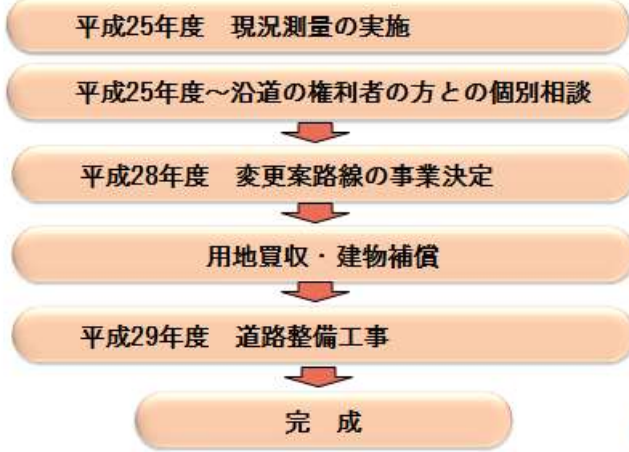 平成25年度　現況測量の実施
平成25年度～沿道の権利者の方との個別相談
平成28年度　変更案路線の事業決定
用地買収・建物補償
平成29年度　道路整備工事
完　成